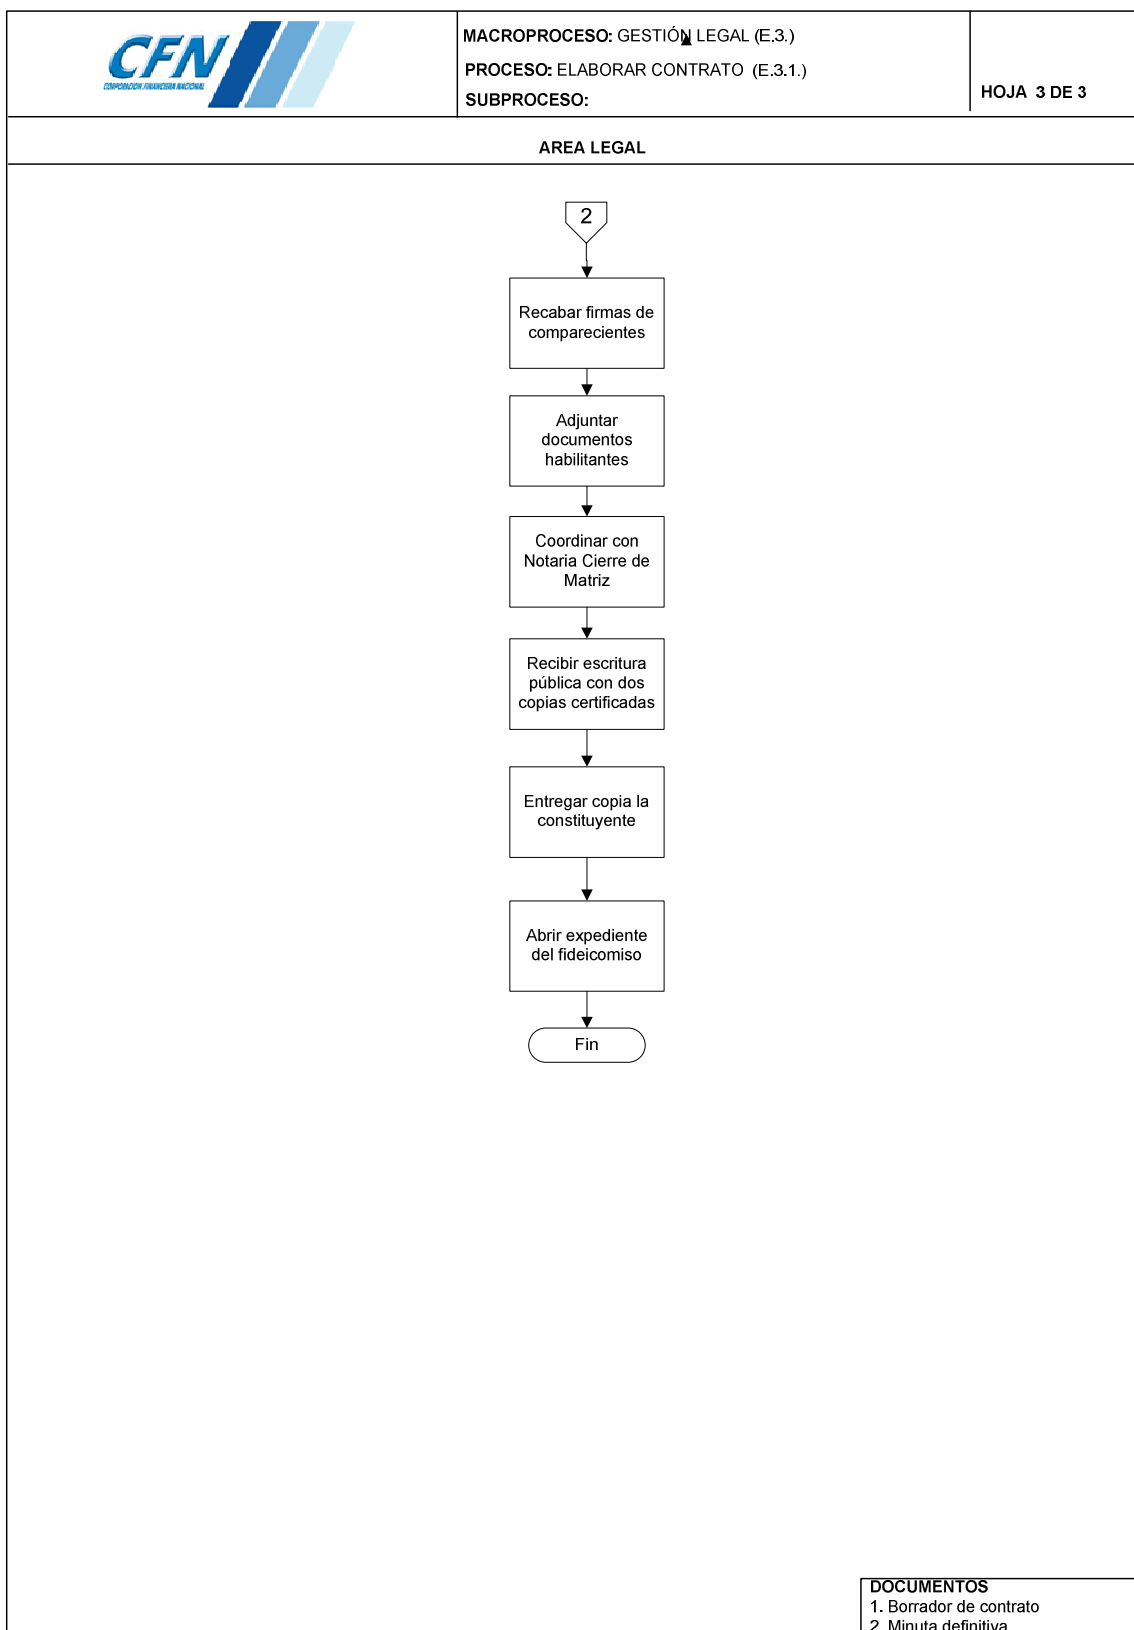 CFN
CORPORACION FINANCIERA NACIONAL
MACROPROCESO: GESTIÓN LEGAL (E.3.)
PROCESO: ELABORAR CONTRATO (E.3.1.)
SUBPROCESO:
HOJA 3 DE 3
AREA LEGAL
2
Recabar firmas de
comparecientes
Adjuntar
documentos
habilitantes
Coordinar con
Notaria Cierre de
Matriz
Recibir escritura
pública con dos
copias certificadas
Entregar copia la
constituyente
Abrir expediente
del fideicomiso
Fin
DOCUMENTOS
1. Borrador de contrato
2. Minuta definitiva